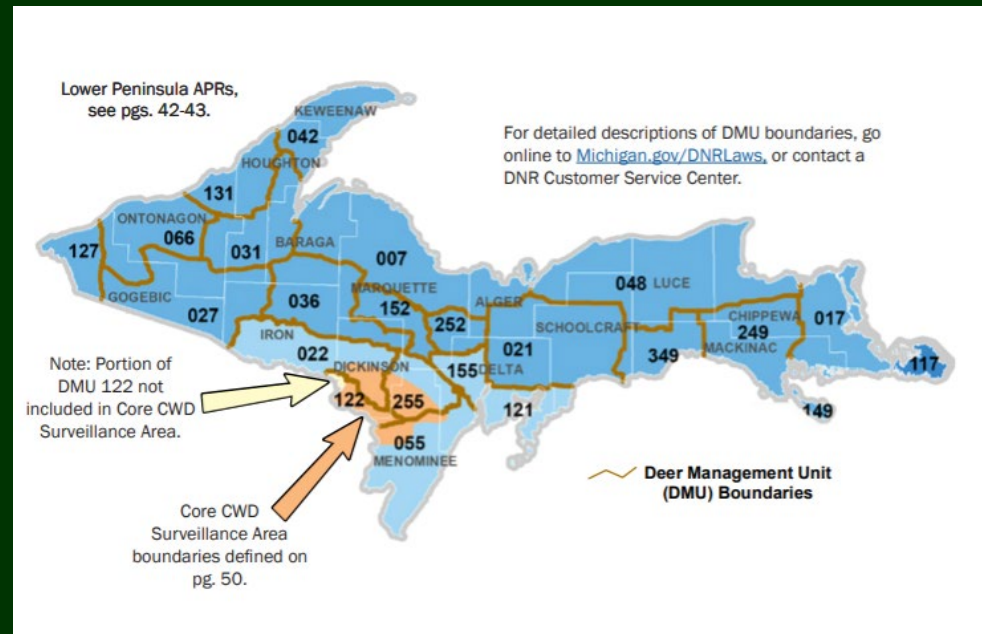 Lower Peninsula APRs,
see pgs. 42-43.
For detailed descriptions of DMU boundaries, go
online to Michigan.gov/DNRLaws, or contact a
DNR Customer Service Center.
KEWEENAW
042
HOUGHTON
131
ONTONAGON
066
127
031
BARAGA
007
GOGEBIC
027
036
MARQUETTE
152
252
ALGER
048 LUCE
SCHOOLCRAFT
CHIPPEWA
017
249
MACKINAC
349
117
149
IRON
022
DICKINSON
155
DELTA
021
121
122
255
055
MENOMINEE
Note: Portion of
DMU 122 not
included in Core CWD
Surveillance Area.
Core CWD
Surveillance Area
boundaries defined on
pg. 50.
Deer Management Unit
(DMU) Boundaries